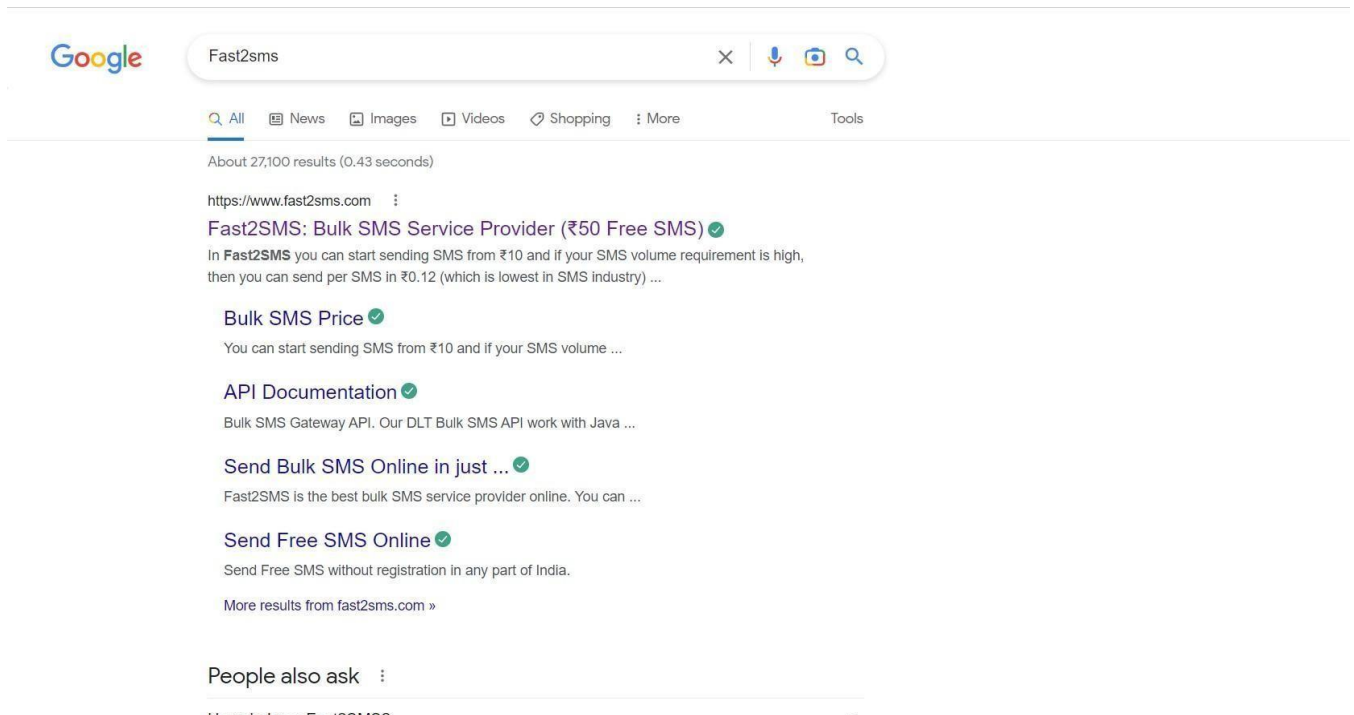 Google
Fast2sms
All News Images Videos Shopping More Tools
About 27,100 results (0.43 seconds)
https://www.fast2sms.com
Fast2SMS: Bulk SMS Service Provider (₹50 Free SMS)
In Fast2SMS you can start sending SMS from ₹10 and if your SMS volume requirement is high,
then you can send per SMS in ₹0.12 (which is lowest in SMS industry) ...
Bulk SMS Price
You can start sending SMS from ₹10 and if your SMS volume ...
API Documentation
Bulk SMS Gateway API. Our DLT Bulk SMS API work with Java ...
Send Bulk SMS Online in just ...
Fast2SMS is the best bulk SMS service provider online. You can ...
Send Free SMS Online
Send Free SMS without registration in any part of India.
More results from fast2sms.com »
People also ask